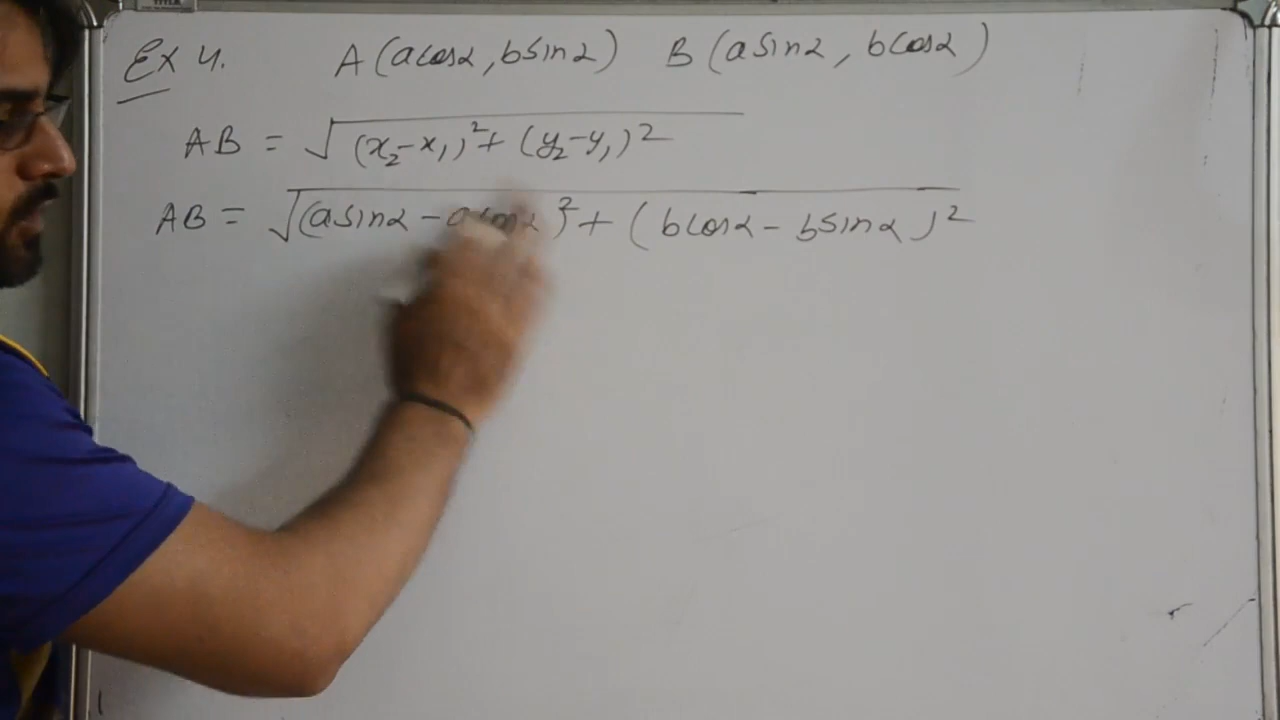 Ex 4. A (acosα, bsinα) B (asinα, bcosα)
AB = √(x₂-x₁)²+ (y₂-y₁)²
AB = √(asinα - acosα)² + (bcosα - bsinα)²